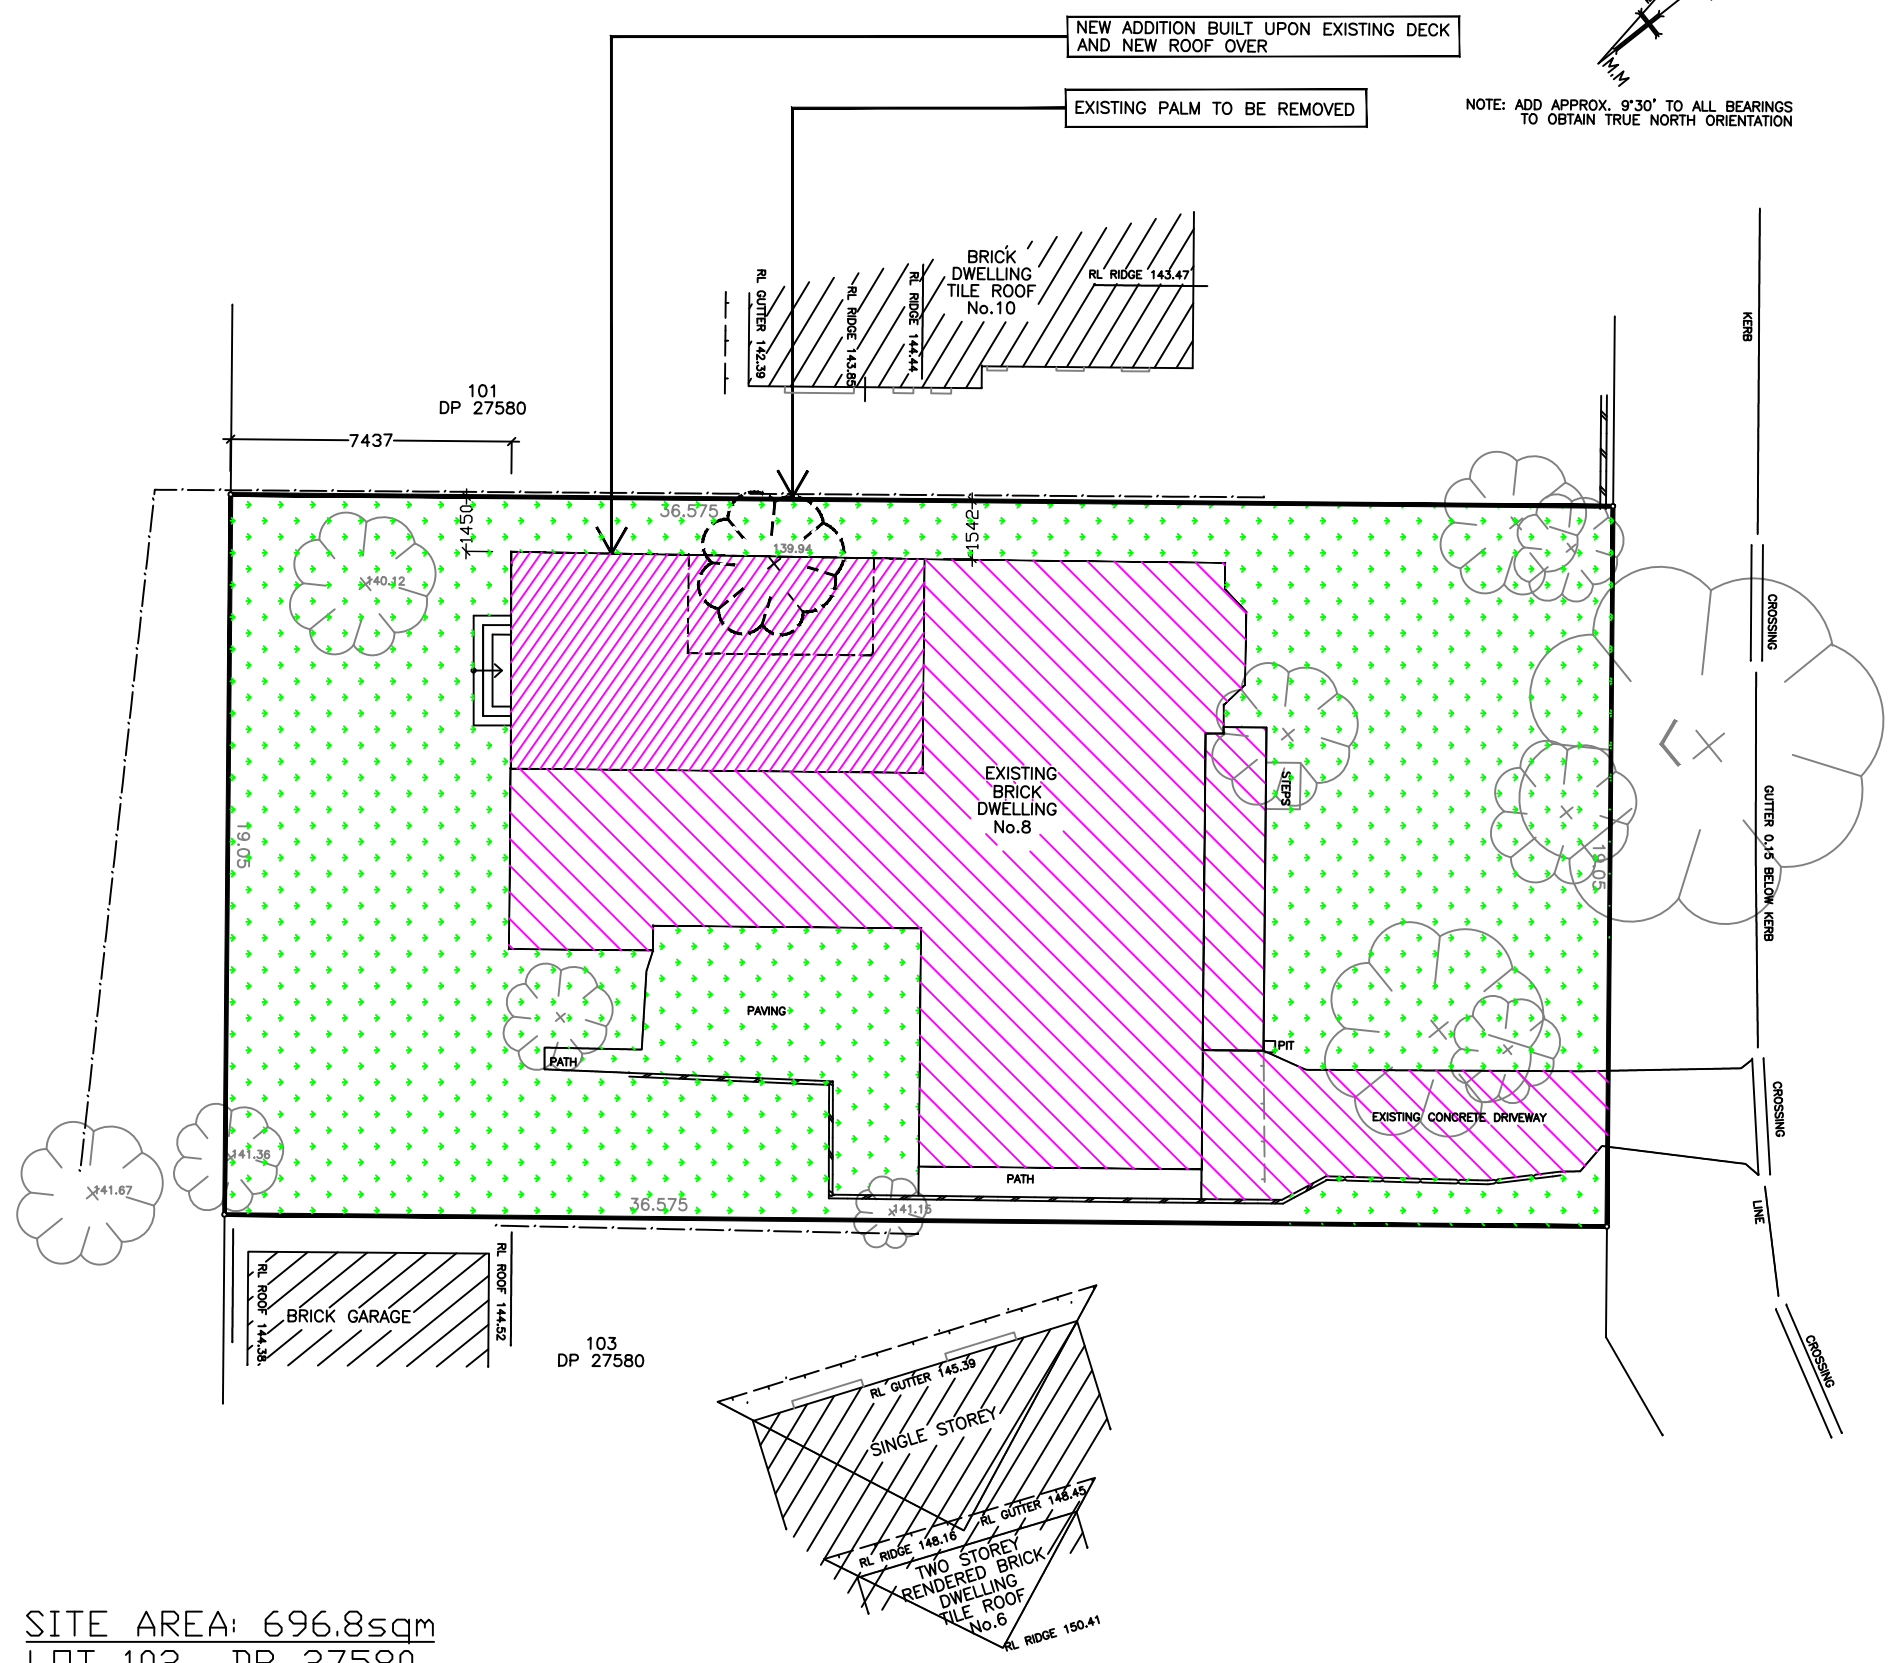 NEW ADDITION BUILT UPON EXISTING DECK
AND NEW ROOF OVER
EXISTING PALM TO BE REMOVED
M.M
NOTE: ADD APPROX. 9°30' TO ALL BEARINGS
TO OBTAIN TRUE NORTH ORIENTATION
BRICK
DWELLING
TILE ROOF
No.10
RL GUTTER 142.39
RL RIDGE 143.85
RL RIDGE 144.44
RL RIDGE 143.47
KERB
101
DP 27580
7437
1450
36.575
1542
139.94
140.12
CROSSING
EXISTING
BRICK
DWELLING
No.8
STEPS
19.05
19.05
GUTTER 0.15 BELOW KERB
PAVING
PATH
PIT
EXISTING CONCRETE DRIVEWAY
CROSSING
141.36
141.67
PATH
36.575
141.15
LINE
RL ROOF 144.38
BRICK GARAGE
RL ROOF 144.52
103
DP 27580
CROSSING
RL GUTTER 145.39
SINGLE STOREY
RL GUTTER 148.45
RL RIDGE 148.16
TWO STOREY
RENDERED BRICK
DWELLING
TILE ROOF
No.6
RL RIDGE 150.41
SITE AREA: 696.8sqm
LOT 102 DP 27580